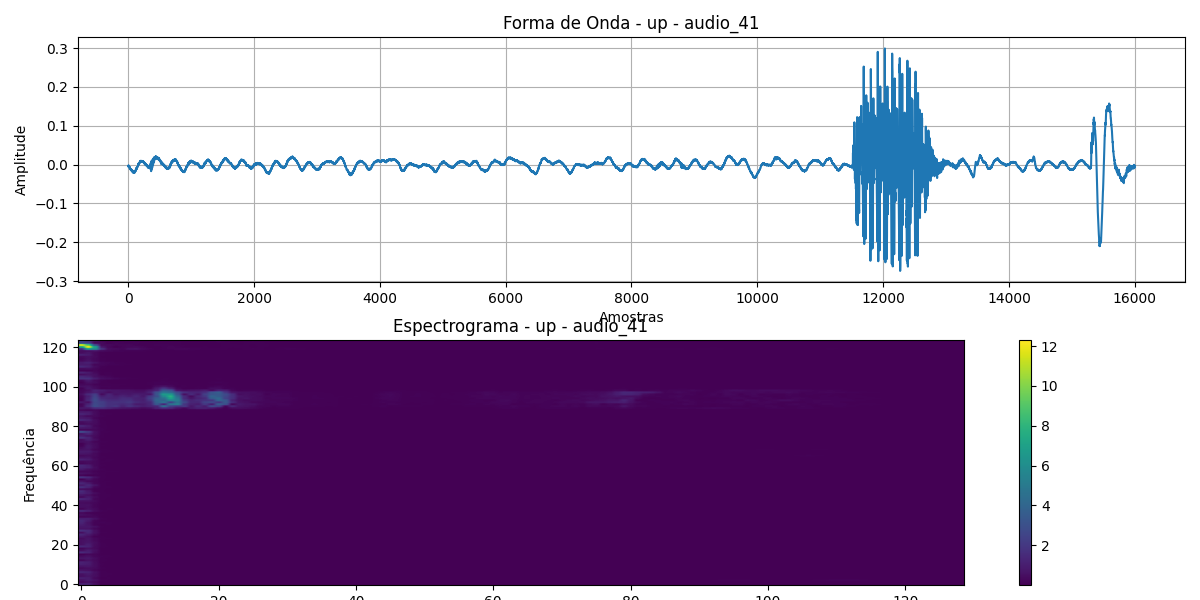 Forma de Onda - up - audio_41
0.3
0.2
0.1
0.0
−0.1
−0.2
−0.3
Amplitude
0 2000 4000 6000 8000 10000 12000 14000 16000
Amostras
Espectrograma - up - audio_41
120
100
80
60
40
20
0
Frequência
12
10
8
6
4
2
0 20 40 60 80 100 120